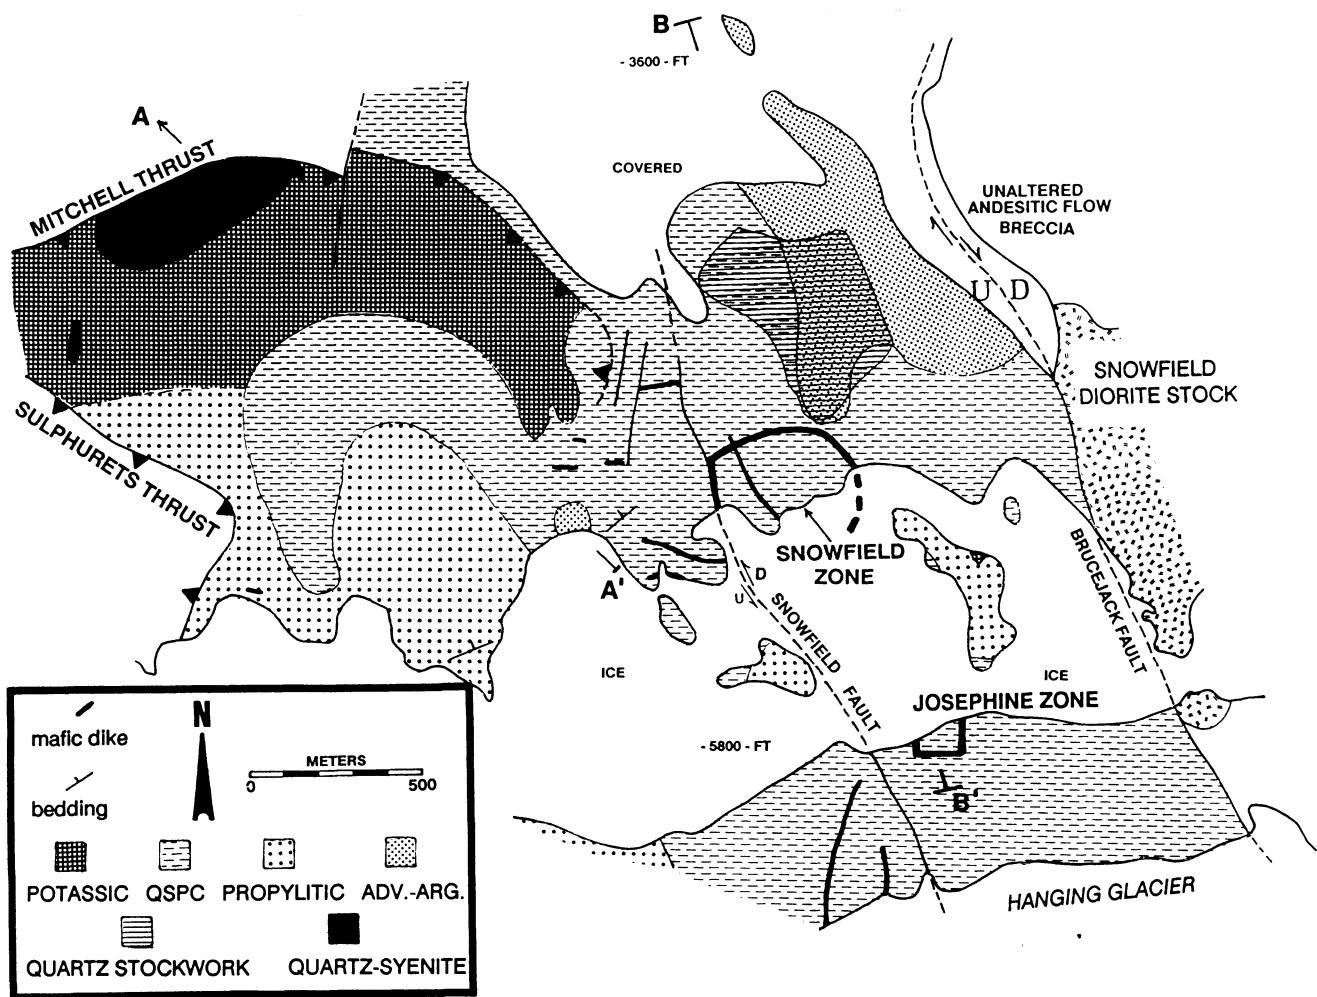 B
- 3600 - FT
A
MITCHELL THRUST
COVERED
UNALTERED
ANDESITIC FLOW
BRECCIA
U D
SNOWFIELD
DIORITE STOCK
SULPHURETS THRUST
SNOWFIELD
ZONE
A'
D
U
SNOWFIELD FAULT
BRUCEJACK FAULT
ICE
ICE
JOSEPHINE ZONE
- 5800 - FT
B'
HANGING GLACIER
mafic dike
N
METERS
0 500
bedding
POTASSIC QSPC PROPYLITIC ADV.-ARG.
QUARTZ STOCKWORK QUARTZ-SYENITE